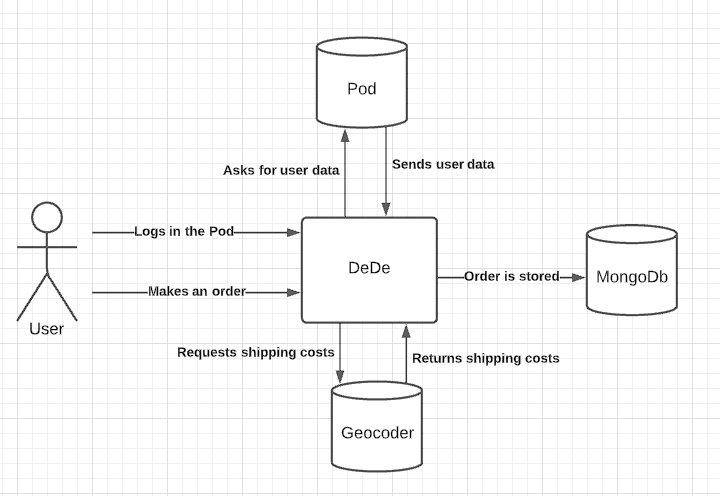 Pod
Asks for user data
Sends user data
Logs in the Pod
DeDe
Makes an order
Order is stored
MongoDb
User
Requests shipping costs
Returns shipping costs
Geocoder